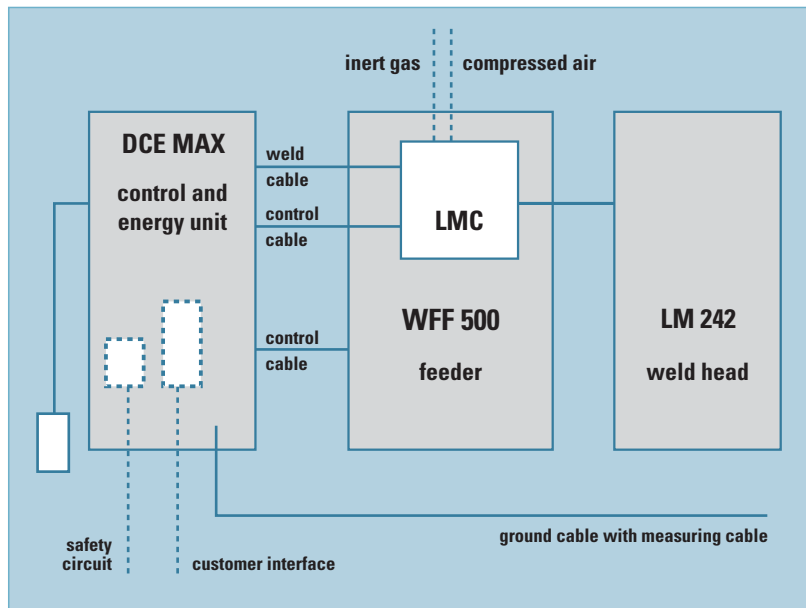 inert gas
compressed air
DCE MAX
control and
energy unit
weld
cable
control
cable
control
cable
LMC
WFF 500
feeder
LM 242
weld head
ground cable with measuring cable
safety
circuit
customer interface